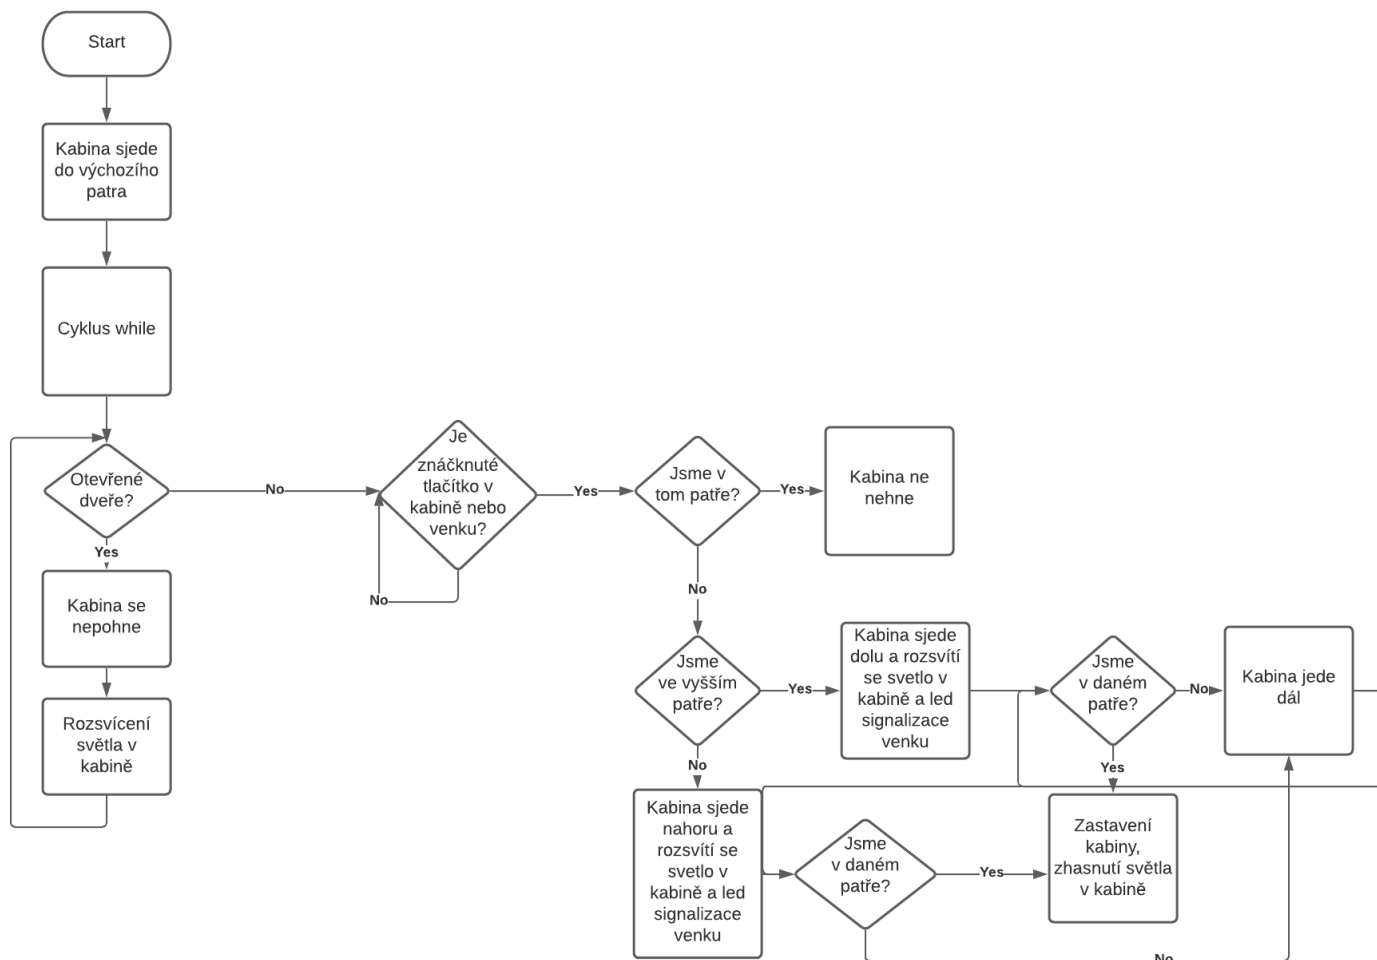 Start
Kabina sjede
do výchozího
patra
Cyklus while
Otevřené
dveře?
No
Yes
Kabina se
nepohne
Rozsvícení
světla v
kabině
Je
znáčknuté
tlačítko v
kabině nebo
venku?
No
Yes
Jsme v
tom patře?
Yes
Kabina ne
nehne
No
Jsme
ve vyšším
patře?
Yes
Kabina sjede
dolu a rozsvítí
se svetlo v
kabině a led
signalizace
venku
Jsme
v daném
patře?
No
Kabina jede
dál
Yes
No
Kabina sjede
nahoru a
rozsvítí se
svetlo v
kabině a led
signalizace
venku
Jsme
v daném
patře?
Yes
Zastavení
kabiny,
zhasnutí světla
v kabině
No